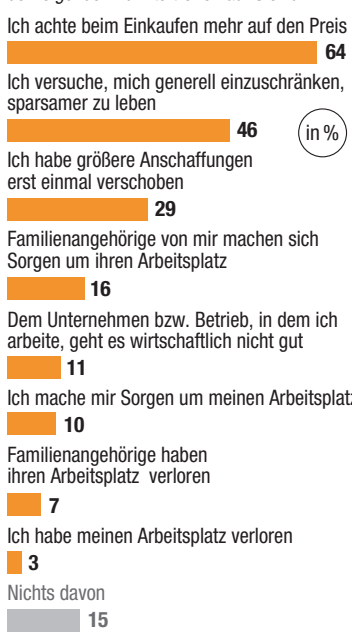 Ich achte beim Einkaufen mehr auf den Preis
64
Ich versuche, mich generell einzuschränken,
sparsamer zu leben
46
in %
Ich habe größere Anschaffungen
erst einmal verschoben
29
Familienangehörige von mir machen sich
Sorgen um ihren Arbeitsplatz
16
Dem Unternehmen bzw. Betrieb, in dem ich
arbeite, geht es wirtschaftlich nicht gut
11
Ich mache mir Sorgen um meinen Arbeitsplatz
10
Familienangehörige haben
ihren Arbeitsplatz verloren
7
Ich habe meinen Arbeitsplatz verloren
3
Nichts davon
15